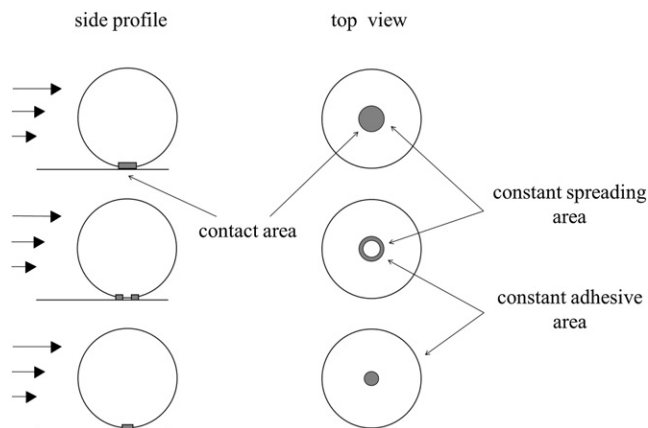 side profile
top view
contact area
constant spreading
area
constant adhesive
area